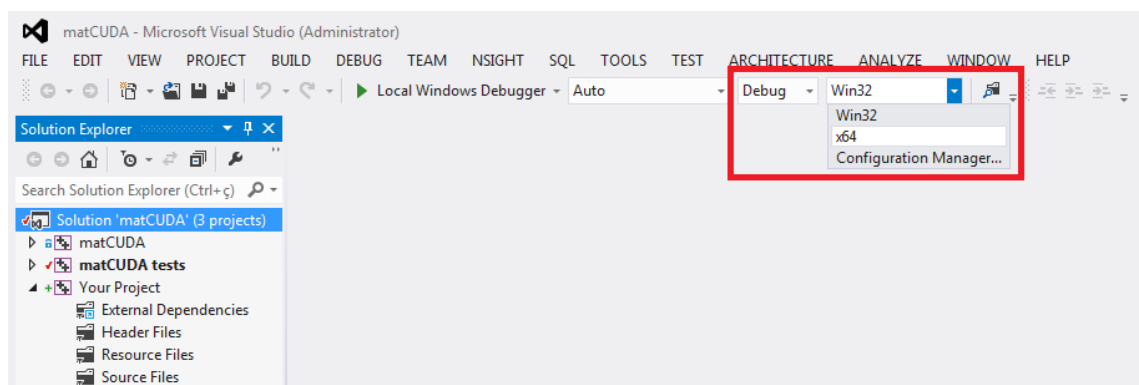 matCUDA - Microsoft Visual Studio (Administrator)
FILE EDIT VIEW PROJECT BUILD DEBUG TEAM NSIGHT SQL TOOLS TEST ARCHITECTURE ANALYZE WINDOW HELP
Local Windows Debugger Auto Debug Win32
Win32
x64
Configuration Manager...
Solution Explorer
Search Solution Explorer (Ctrl+ç)
Solution 'matCUDA' (3 projects)
matCUDA
matCUDA tests
Your Project
External Dependencies
Header Files
Resource Files
Source Files